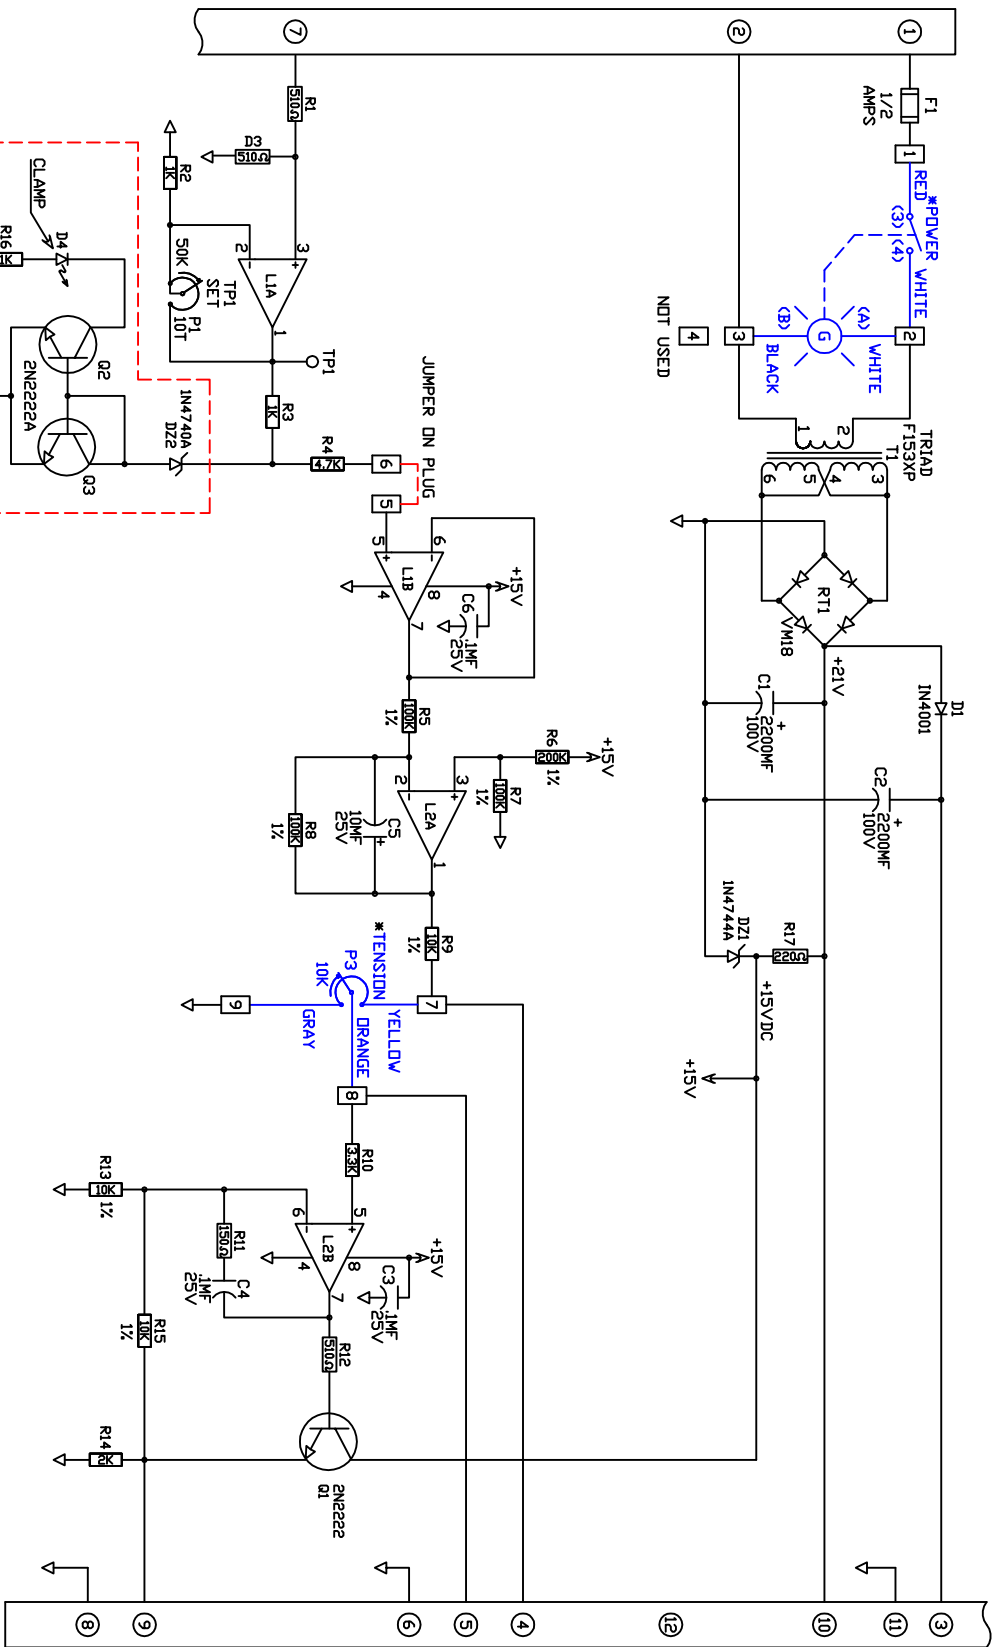 1
2
7
F1
1/2
AMPS
1
RED
*POWER
(3)
(4)
WHITE
2
(A)
WHITE
G
(B)
BLACK
3
4
NOT USED
TRIAD
F153XP
T1
2
1
3
4
5
6
RT1
VM18
+21V
D1
IN4001
C1
+
2200MF
100V
C2
+
2200MF
100V
R17
220Ω
DZ1
1N4744A
+15VDC
+15V
R1
510Ω
D3
510Ω
R2
1K
3
+
2
-
L1A
1
50K
TP1
SET
P1
10T
TP1
R3
1K
R4
4.7K
JUMPER ON PLUG
6
5
CLAMP
D4
R16
1K
Q2
2N2222A
Q3
1N4740A
DZ2
6
-
5
+
L1B
8
4
7
+15V
C6
.1MF
25V
R5
100K
1%
R6
200K
1%
+15V
R7
100K
1%
3
+
2
-
L2A
1
C5
+
10MF
25V
R8
100K
1%
R9
10K
1%
7
*TENSION
P3
10K
YELLOW
ORANGE
GRAY
9
8
R10
3.3K
5
+
6
-
L2B
8
4
7
+15V
C3
.1MF
25V
R11
150Ω
C4
.1MF
25V
R12
510Ω
R13
10K
1%
R15
10K
1%
R14
2K
2N2222
Q1
3
11
10
12
4
5
6
9
8